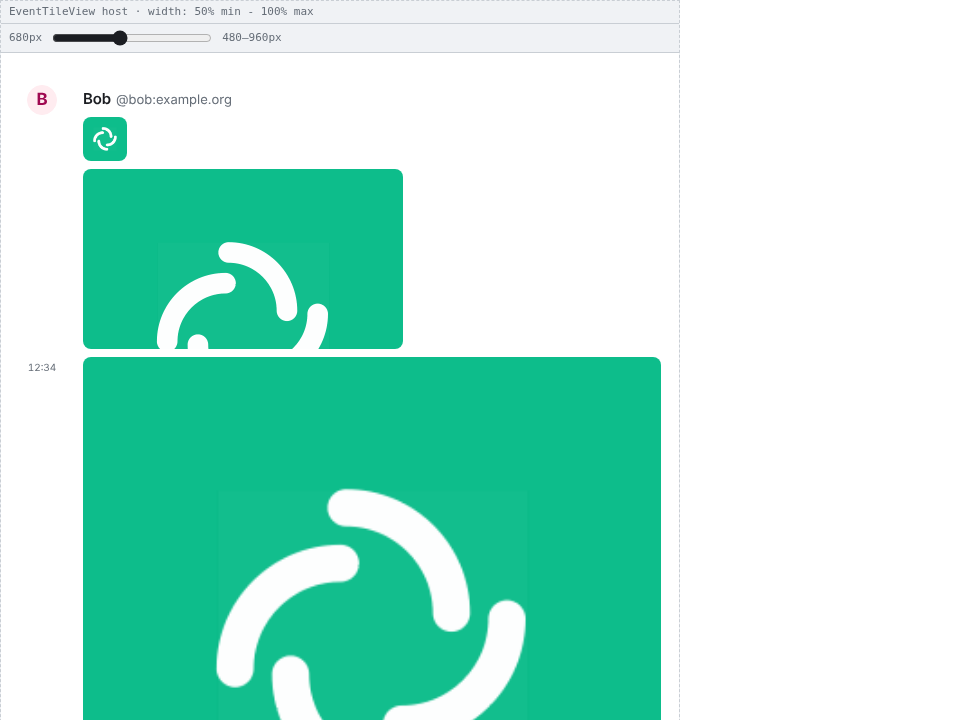 EventTileView host · width: 50% min - 100% max
680px 480–960px
B Bob @bob:example.org
12:34